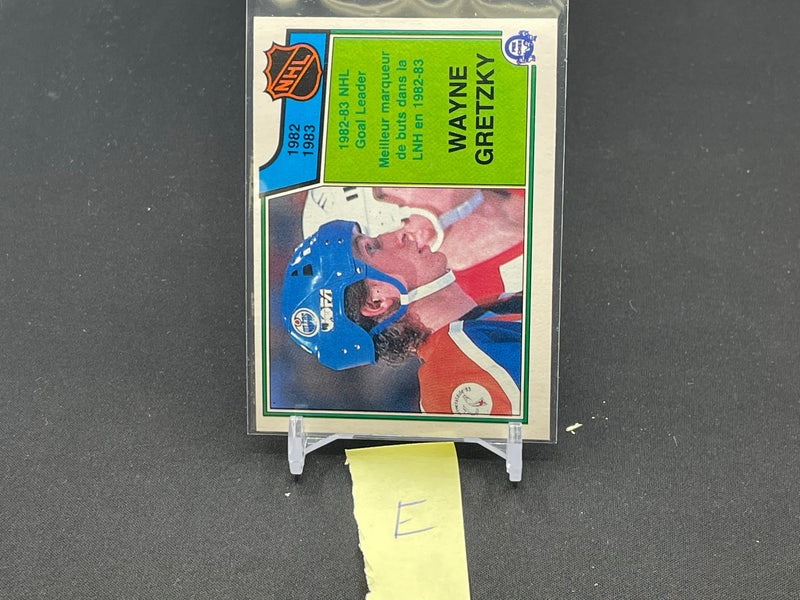 NHL
1982
1983
1982-83 NHL
Goal Leader
Meilleur marqueur
de buts dans la
LNH en 1982-83
WAYNE
GRETZKY
JOFA
E